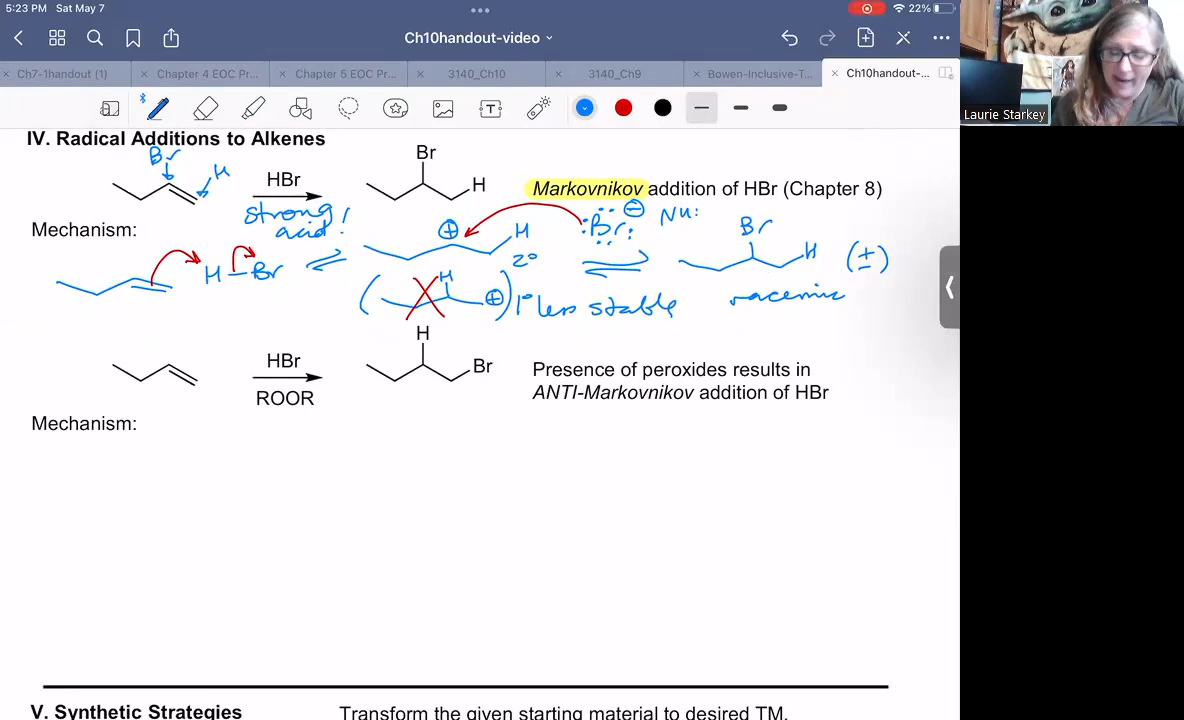 5:23 PM Sat May 7
22%
Ch10handout-video
Ch7-1handout (1)
Chapter 4 EOC Pr...
Chapter 5 EOC Pr...
3140_Ch10
3140_Ch9
Bowen-Inclusive-T...
Ch10handout-...
Laurie Starkey
IV. Radical Additions to Alkenes
Br
H
HBr
strong acid!
Br
H
Markovnikov addition of HBr (Chapter 8)
Mechanism:
H-Br
⊕
H
2°
:Br: ⊖ Nu:
Br
H
(±)
racemic
(H ⊕) 1° less stable
HBr
ROOR
H
Br
Presence of peroxides results in
ANTI-Markovnikov addition of HBr
Mechanism:
V. Synthetic Strategies
Transform the given starting material to desired TM.